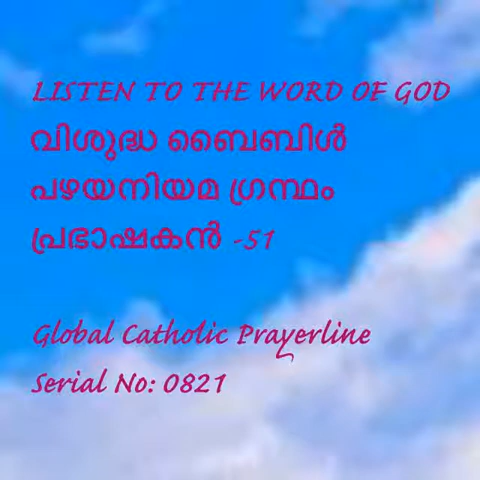 LISTEN TO THE WORD OF GOD
വിശുദ്ധ ബൈബിൾ
പഴയനിയമ ഗ്രന്ഥം
പ്രഭാഷകൻ -51
Global Catholic Prayerline
Serial No: 0821